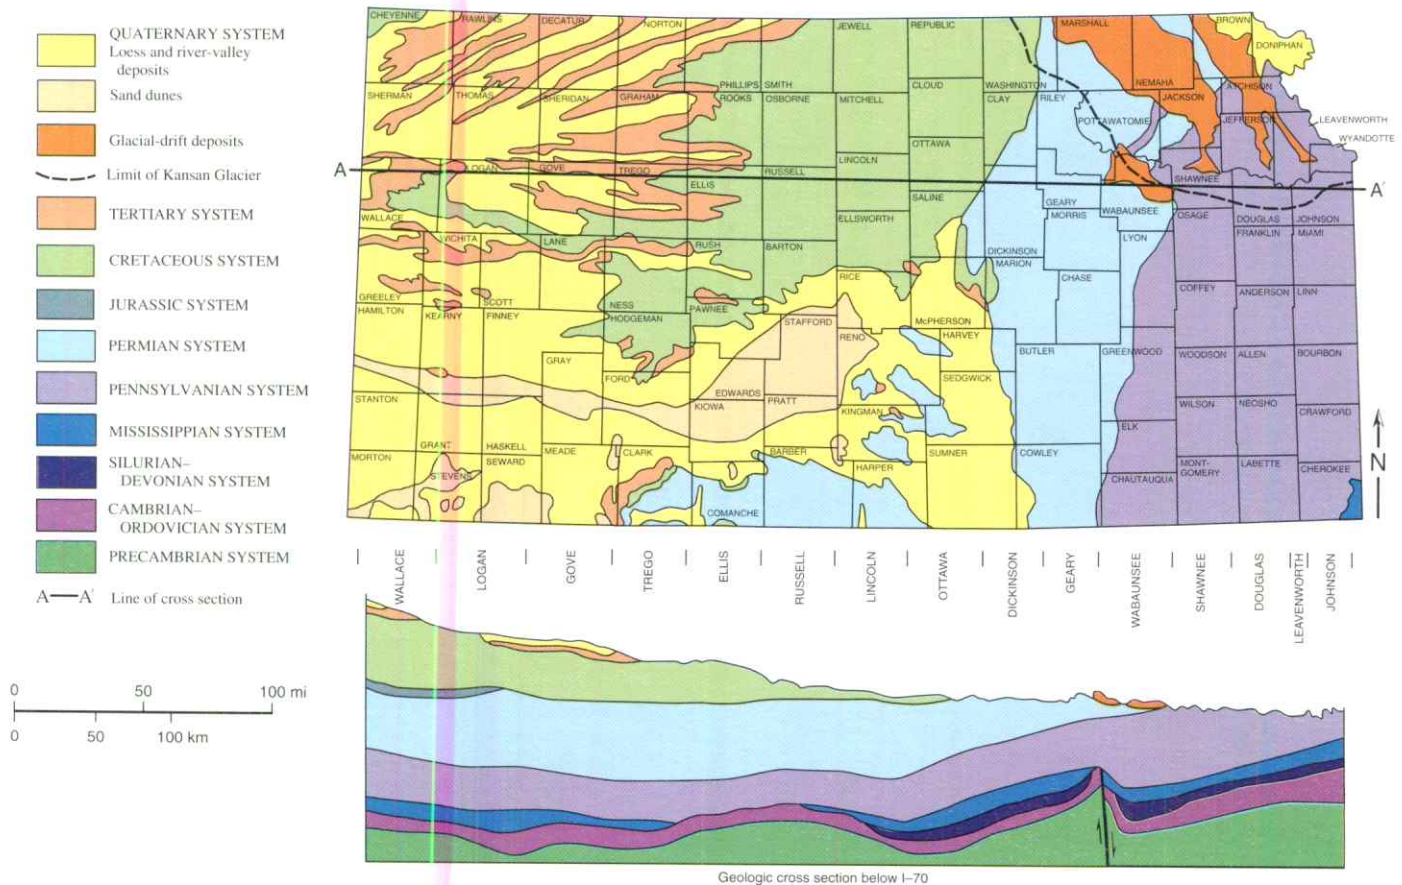 QUATERNARY SYSTEM
Loess and river-valley
deposits
Sand dunes
Glacial-drift deposits
Limit of Kansan Glacier
TERTIARY SYSTEM
CRETACEOUS SYSTEM
JURASSIC SYSTEM
PERMIAN SYSTEM
PENNSYLVANIAN SYSTEM
MISSISSIPPIAN SYSTEM
SILURIAN–
DEVONIAN SYSTEM
CAMBRIAN–
ORDOVICIAN SYSTEM
PRECAMBRIAN SYSTEM
A — A' Line of cross section
0 50 100 mi
0 50 100 km
CHEYENNE RAWLINS DECATUR NORTON JEWELL REPUBLIC MARSHALL BROWN
DONIPHAN
PHILLIPS SMITH CLOUD WASHINGTON NEMAHA ATCHISON
SHERMAN THOMAS SHERIDAN GRAHAM ROOKS OSBORNE MITCHELL CLAY RILEY JACKSON
POTTAWATOMIE JEFFERSON LEAVENWORTH
WYANDOTTE
OTTAWA
LINCOLN
A LOGAN GOVE TREGO RUSSELL SHAWNEE A'
ELLIS SALINE
GEARY
WALLACE ELLSWORTH MORRIS WABAUNSEE OSAGE DOUGLAS JOHNSON
WICHITA LANE RUSH BARTON DICKINSON LYON FRANKLIN MIAMI
MARION
RICE CHASE
COFFEY ANDERSON LINN
GREELEY SCOTT NESS PAWNEE
HAMILTON KEARNY FINNEY HODGEMAN STAFFORD McPHERSON
RENO HARVEY
GRAY BUTLER GREENWOOD WOODSON ALLEN BOURBON
FORD SEDGWICK
EDWARDS
STANTON KIOWA PRATT KINGMAN WILSON NEOSHO
CRAWFORD
ELK
GRANT HASKELL
MORTON SEWARD MEADE CLARK BARBER SUMNER COWLEY
STEVENS HARPER MONT-
GOMERY LABETTE CHEROKEE
CHAUTAUQUA
COMANCHE
N
WALLACE
LOGAN
GOVE
TREGO
ELLIS
RUSSELL
LINCOLN
OTTAWA
DICKINSON
GEARY
WABAUNSEE
SHAWNEE
DOUGLAS
LEAVENWORTH
JOHNSON
Geologic cross section below I–70